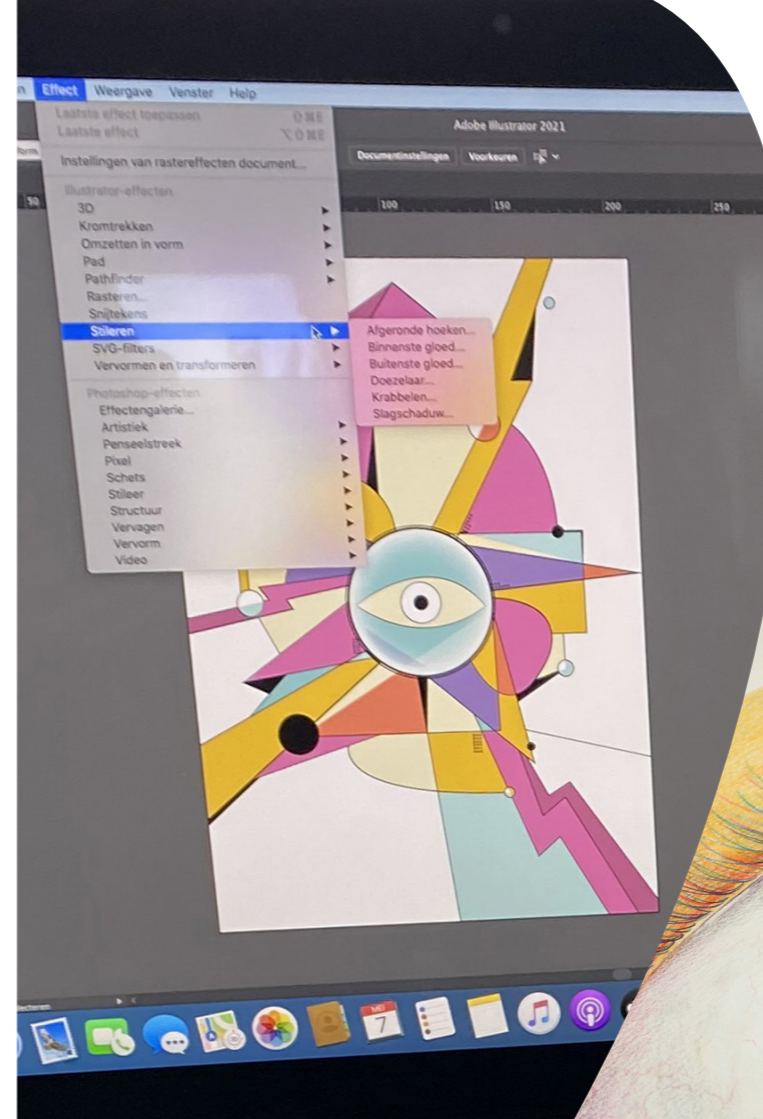 Effect Weergave Venster Help
Laatste effect toepassen ⇧⌘E
Laatste effect ⌥⇧⌘E
Adobe Illustrator 2021
Instellingen van rastereffecten document...
Documentinstellingen Voorkeuren
Illustrator-effecten
50 100 150 200 250
3D
Kromtrekken
Omzetten in vorm
Pad
Pathfinder
Rasteren...
Snijtekens
Stileren
SVG-filters
Vervormen en transformeren
Afgeronde hoeken...
Binnenste gloed...
Buitenste gloed...
Doezelaar...
Krabbelen...
Slagschaduw...
Photoshop-effecten
Effectengalerie...
Artistiek
Penseelstreek
Pixel
Schets
Stileer
Structuur
Vervagen
Vervorm
Video
MEI
7